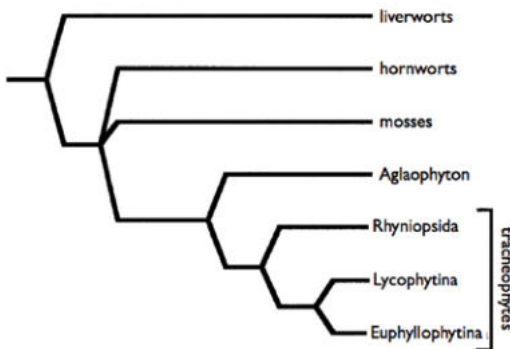 liverworts
hornworts
mosses
Aglaophyton
Rhyniopsida
Lycophytina
Euphyllophytina
tracheophytes